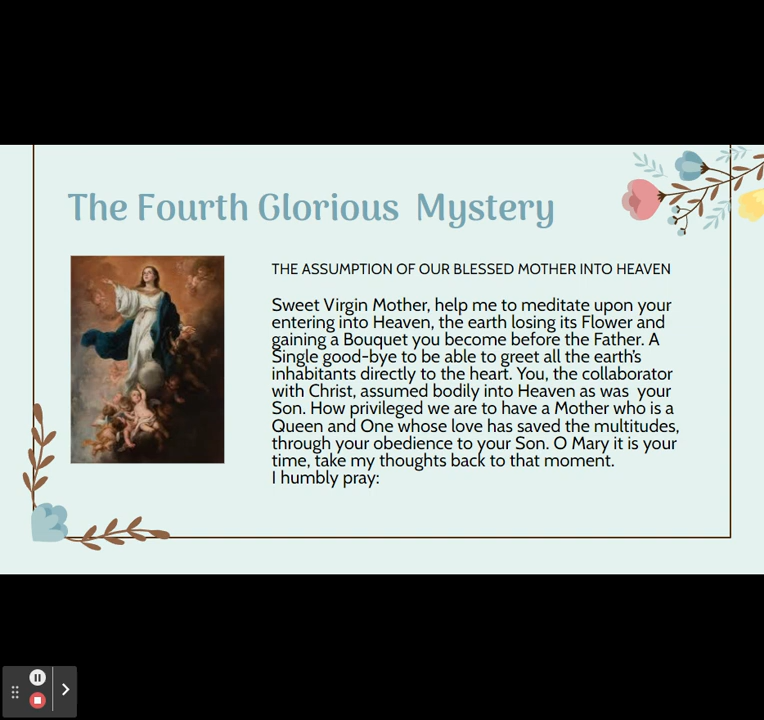 The Fourth Glorious Mystery
THE ASSUMPTION OF OUR BLESSED MOTHER INTO HEAVEN
Sweet Virgin Mother, help me to meditate upon your
entering into Heaven, the earth losing its Flower and
gaining a Bouquet you become before the Father. A
Single good-bye to be able to greet all the earth's
inhabitants directly to the heart. You, the collaborator
with Christ, assumed bodily into Heaven as was your
Son. How privileged we are to have a Mother who is a
Queen and One whose love has saved the multitudes,
through your obedience to your Son. O Mary it is your
time, take my thoughts back to that moment.
I humbly pray: